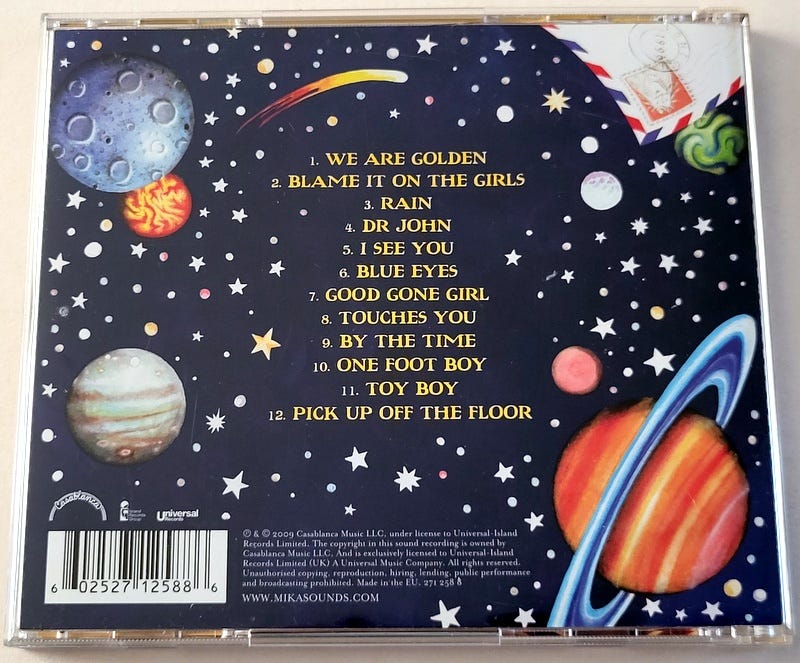 1. WE ARE GOLDEN
2. BLAME IT ON THE GIRLS
3. RAIN
4. DR JOHN
5. I SEE YOU
6. BLUE EYES
7. GOOD GONE GIRL
8. TOUCHES YOU
9. BY THE TIME
10. ONE FOOT BOY
11. TOY BOY
12. PICK UP OFF THE FLOOR
Casablanca
Island
Records
Group
Universal
Records
℗ & © 2009 Casablanca Music LLC, under license to Universal-Island
Records Limited. The copyright in this sound recording is owned by
Casablanca Music LLC. And is exclusively licensed to Universal-Island
Records Limited (UK) A Universal Music Company. All rights reserved.
Unauthorised copying, reproduction, hiring, lending, public performance
and broadcasting prohibited. Made in the EU. 271 258 8
WWW.MIKASOUNDS.COM
6 02527 12588 6